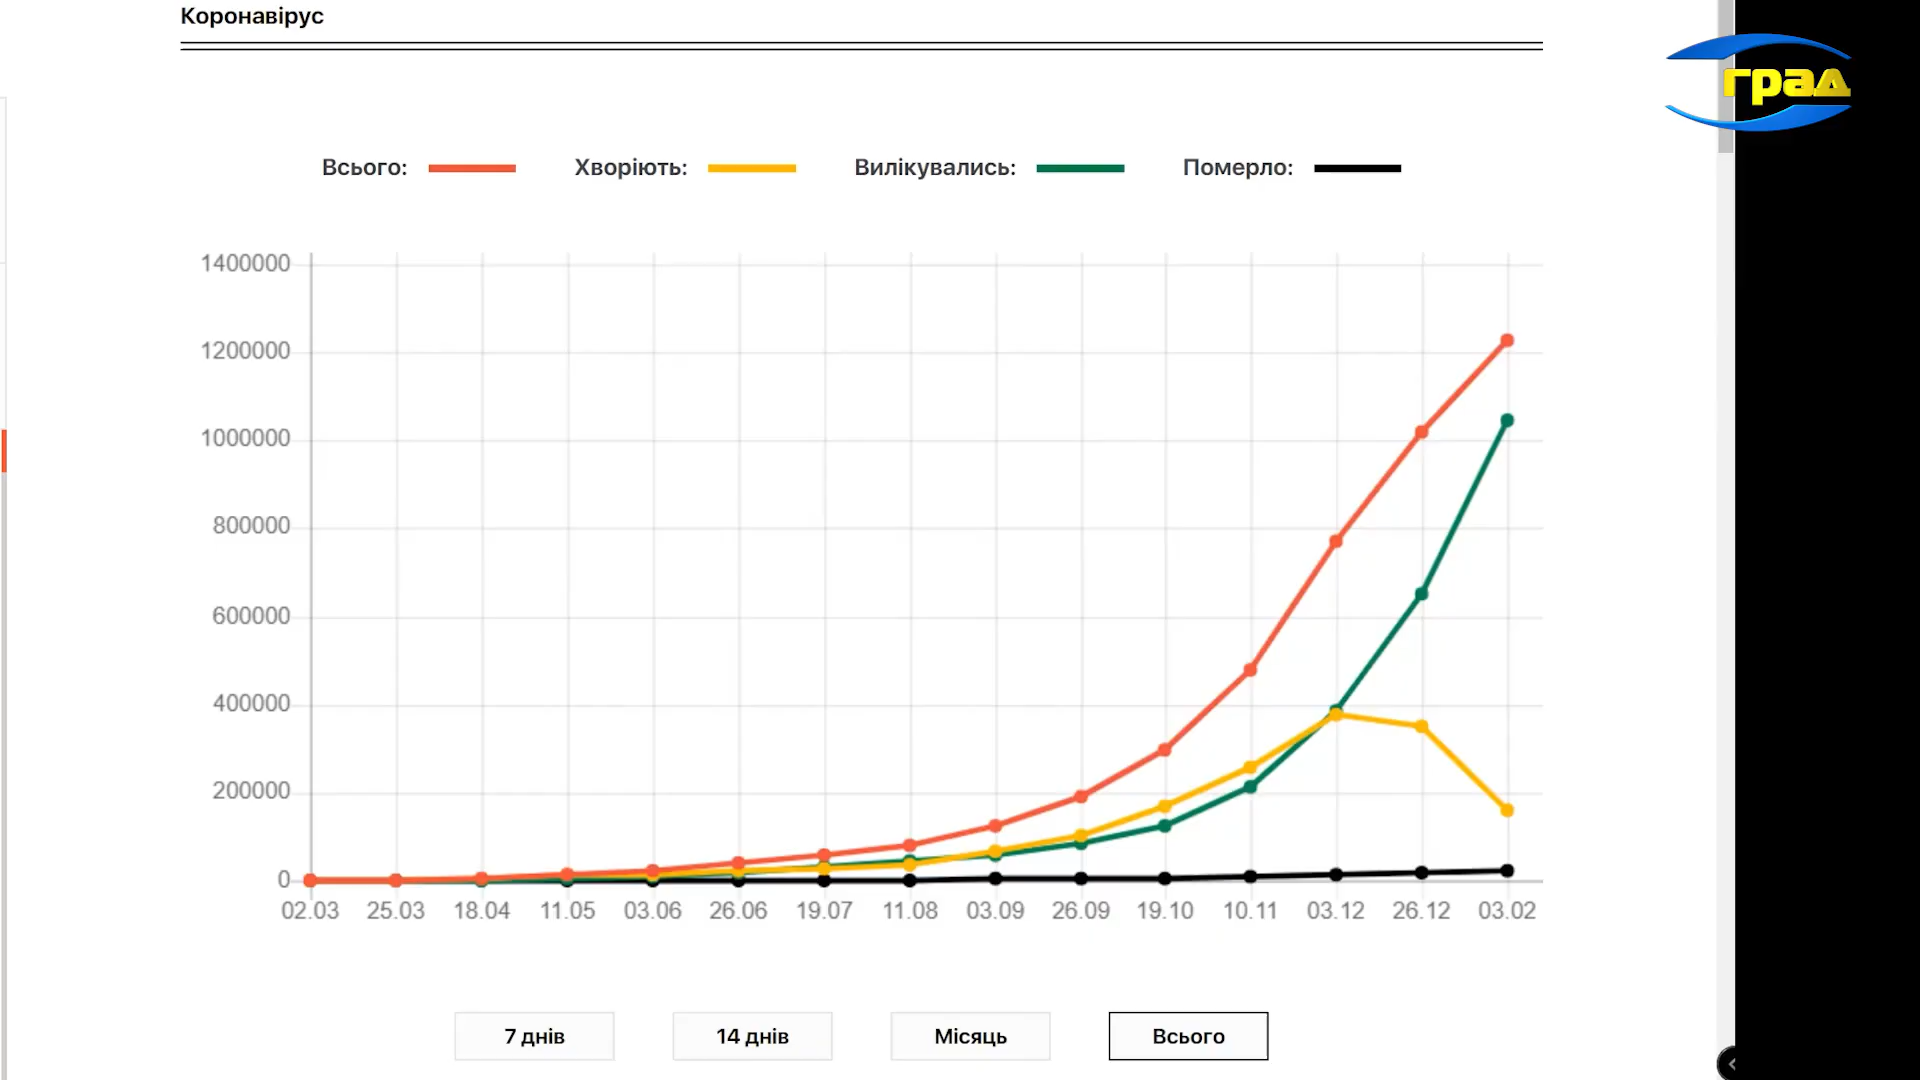 Коронавірус
град
Всього: Хворіють: Вилікувались: Померло:
1400000
1200000
1000000
800000
600000
400000
200000
0
02.03 25.03 18.04 11.05 03.06 26.06 19.07 11.08 03.09 26.09 19.10 10.11 03.12 26.12 03.02
7 днів 14 днів Місяць Всього